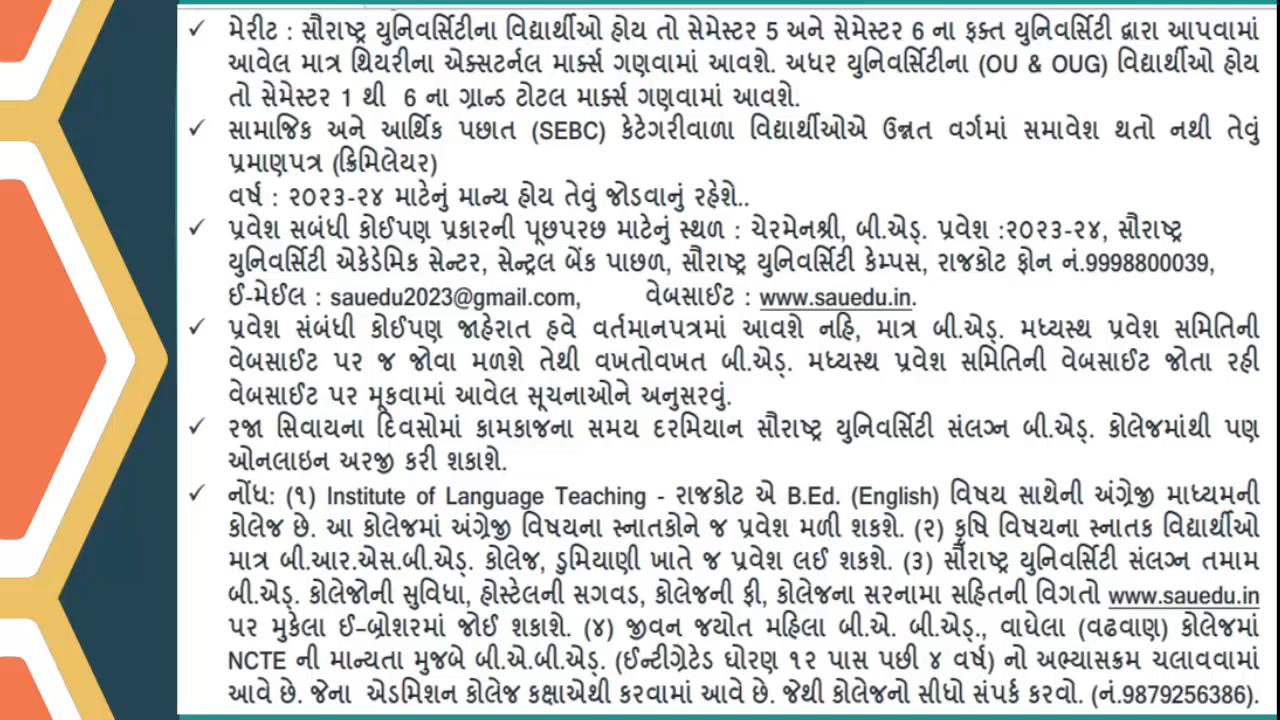 ✓ મેરીટ : સૌરાષ્ટ્ર યુનિવર્સિટીના વિદ્યાર્થીઓ હોય તો સેમેસ્ટર 5 અને સેમેસ્ટર 6 ના ફક્ત યુનિવર્સિટી દ્વારા આપવામાં
આવેલ માત્ર થિયરીના એક્સટર્નલ માર્ક્સ ગણવામાં આવશે. અધર યુનિવર્સિટીના (OU & OUG) વિદ્યાર્થીઓ હોય
તો સેમેસ્ટર 1 થી 6 ના ગ્રાન્ડ ટોટલ માર્ક્સ ગણવામાં આવશે.
✓ સામાજિક અને આર્થિક પછાત (SEBC) કેટેગરીવાળા વિદ્યાર્થીઓએ ઉન્નત વર્ગમાં સમાવેશ થતો નથી તેવું
પ્રમાણપત્ર (ક્રિમિલેયર)
વર્ષ : ૨૦૨૩-૨૪ માટેનું માન્ય હોય તેવું જોડવાનું રહેશે..
✓ પ્રવેશ સબંધી કોઈપણ પ્રકારની પૂછપરછ માટેનું સ્થળ : ચેરમેનશ્રી, બી.એડ્. પ્રવેશ :૨૦૨૩-૨૪, સૌરાષ્ટ્ર
યુનિવર્સિટી એકેડેમિક સેન્ટર, સેન્ટ્રલ બેંક પાછળ, સૌરાષ્ટ્ર યુનિવર્સિટી કેમ્પસ, રાજકોટ ફોન નં.9998800039,
ઈ-મેઈલ : sauedu2023@gmail.com, વેબસાઈટ : www.sauedu.in.
✓ પ્રવેશ સંબંધી કોઈપણ જાહેરાત હવે વર્તમાનપત્રમાં આવશે નહિ, માત્ર બી.એડ્. મધ્યસ્થ પ્રવેશ સમિતિની
વેબસાઈટ પર જ જોવા મળશે તેથી વખતોવખત બી.એડ્. મધ્યસ્થ પ્રવેશ સમિતિની વેબસાઈટ જોતા રહી
વેબસાઈટ પર મૂકવામાં આવેલ સૂચનાઓને અનુસરવું.
✓ રજા સિવાયના દિવસોમાં કામકાજના સમય દરમિયાન સૌરાષ્ટ્ર યુનિવર્સિટી સંલગ્ન બી.એડ્. કોલેજમાંથી પણ
ઓનલાઇન અરજી કરી શકાશે.
✓ નોંધ: (૧) Institute of Language Teaching - રાજકોટ એ B.Ed. (English) વિષય સાથેની અંગ્રેજી માધ્યમની
કોલેજ છે. આ કોલેજમાં અંગ્રેજી વિષયના સ્નાતકોને જ પ્રવેશ મળી શકશે. (૨) કૃષિ વિષયના સ્નાતક વિદ્યાર્થીઓ
માત્ર બી.આર.એસ.બી.એડ્. કોલેજ, ડુમિયાણી ખાતે જ પ્રવેશ લઈ શકશે. (૩) સૌરાષ્ટ્ર યુનિવર્સિટી સંલગ્ન તમામ
બી.એડ્. કોલેજોની સુવિધા, હોસ્ટેલની સગવડ, કોલેજની ફી, કોલેજના સરનામા સહિતની વિગતો www.sauedu.in
પર મુકેલા ઈ-બ્રોશરમાં જોઈ શકાશે. (૪) જીવન જયોત મહિલા બી.એ. બી.એડ્., વાઘેલા (વઢવાણ) કોલેજમાં
NCTE ની માન્યતા મુજબે બી.એ.બી.એડ્. (ઈન્ટીગ્રેટેડ ધોરણ ૧૨ પાસ પછી ૪ વર્ષ) નો અભ્યાસક્રમ ચલાવવામાં
આવે છે. જેના એડમિશન કોલેજ કક્ષાએથી કરવામાં આવે છે. જેથી કોલેજનો સીધો સંપર્ક કરવો. (નં.9879256386).